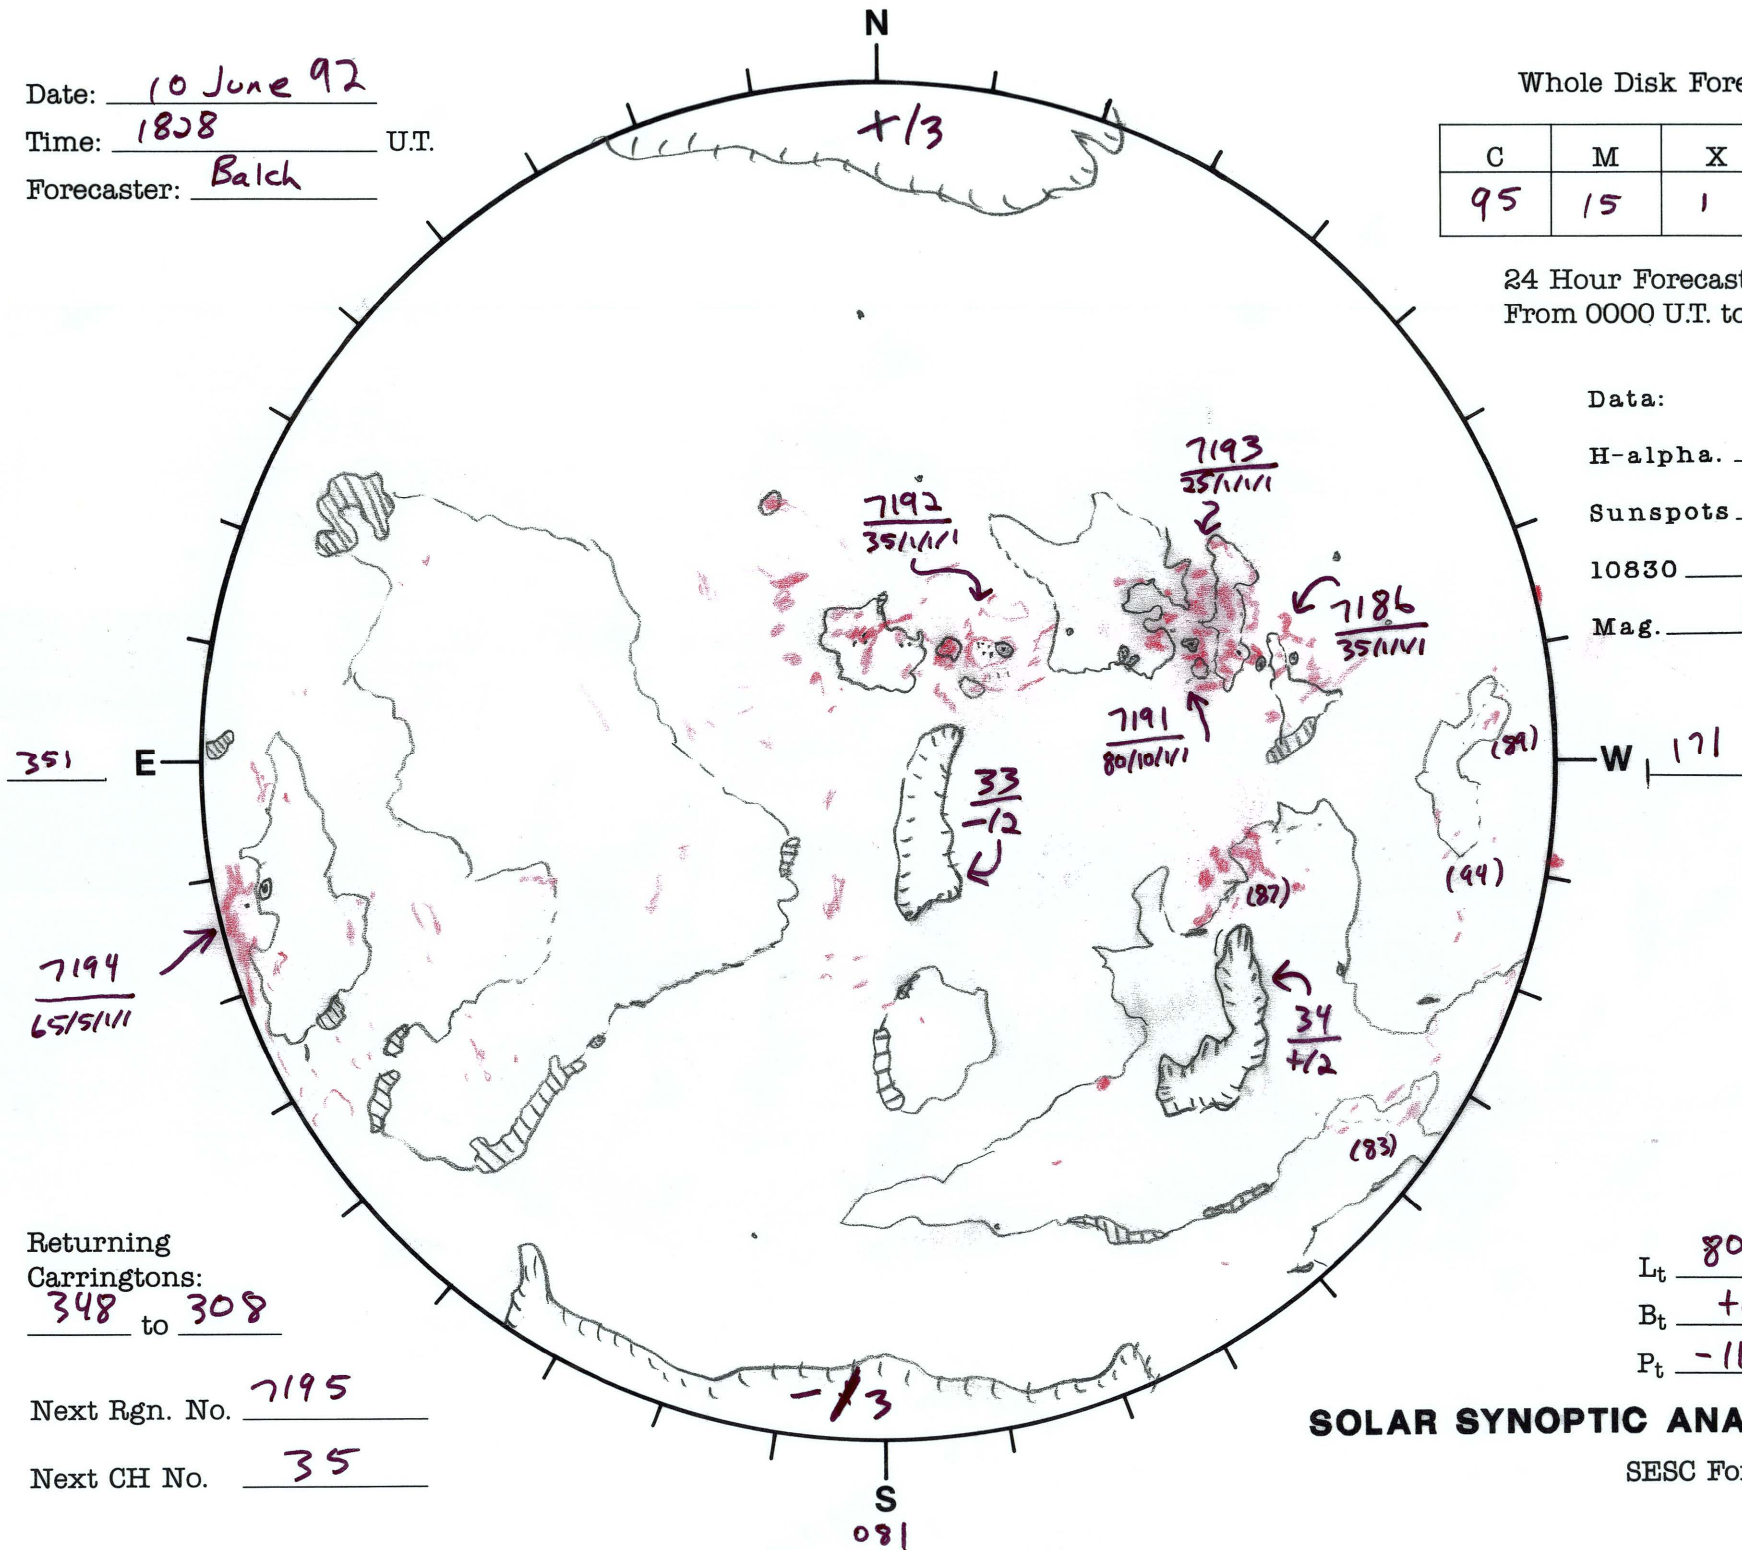 N
Date: 10 June 92
Time: 1828 U.T.
Forecaster: Balch
Whole Disk Fore
C M X
95 15 1
24 Hour Forecast
From 0000 U.T. to
Data:
H-alpha.
Sunspots
10830
Mag.
+/3
7193
25/1/1/1
7192
35/1/1/1
7186
35/1/1/1
7191
80/10/1/1
(89)
351
E
W
171
33
-/2
(94)
(87)
7194
65/5/1/1
34
+/2
(83)
Returning
Carringtons:
348 to 308
Next Rgn. No. 7195
Next CH No. 35
-/3
Lt 80
Bt +
Pt -11
SOLAR SYNOPTIC ANA
SESC For
S
081